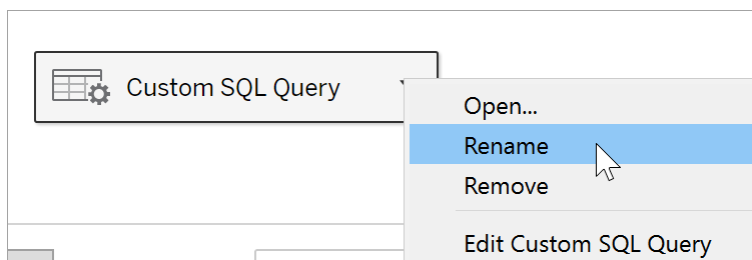 Custom SQL Query
Open...
Rename
Remove
Edit Custom SQL Query